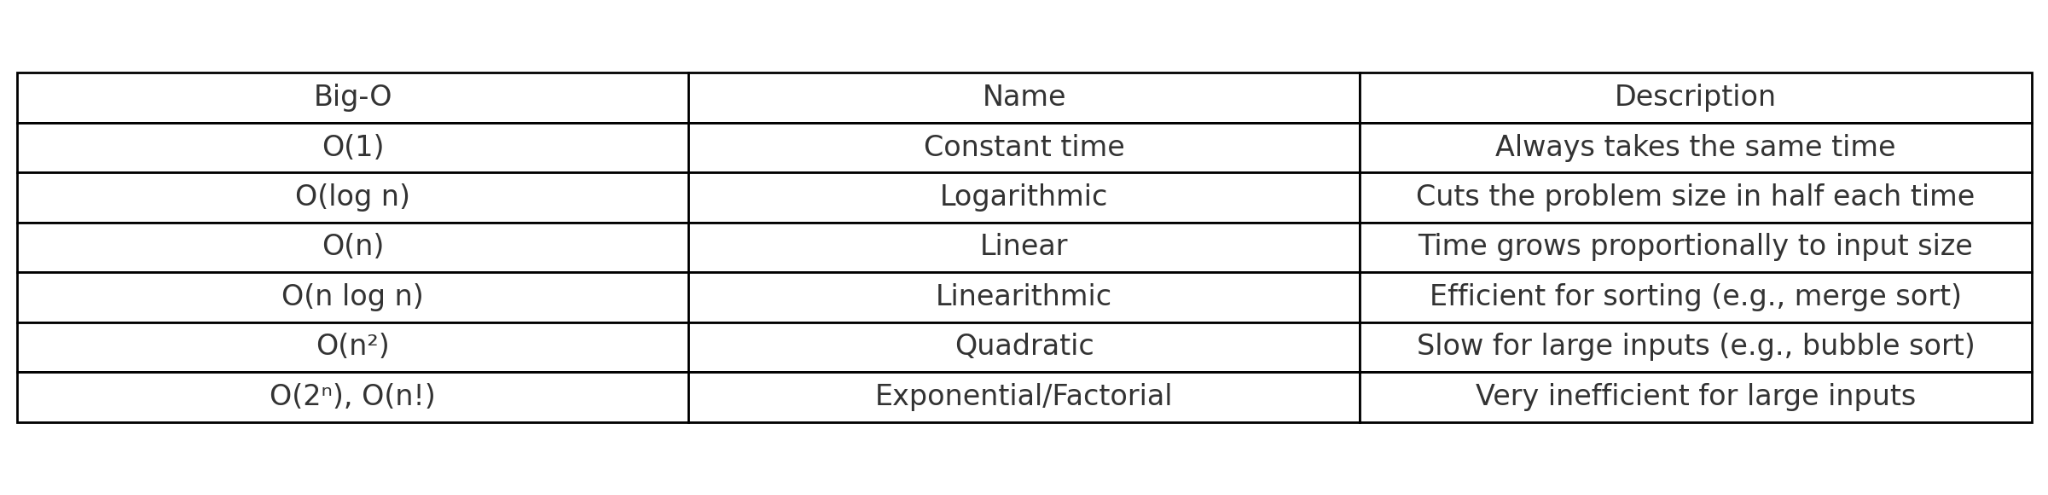 Big-O Name Description
O(1) Constant time Always takes the same time
O(log n) Logarithmic Cuts the problem size in half each time
O(n) Linear Time grows proportionally to input size
O(n log n) Linearithmic Efficient for sorting (e.g., merge sort)
O(n²) Quadratic Slow for large inputs (e.g., bubble sort)
O(2ⁿ), O(n!) Exponential/Factorial Very inefficient for large inputs